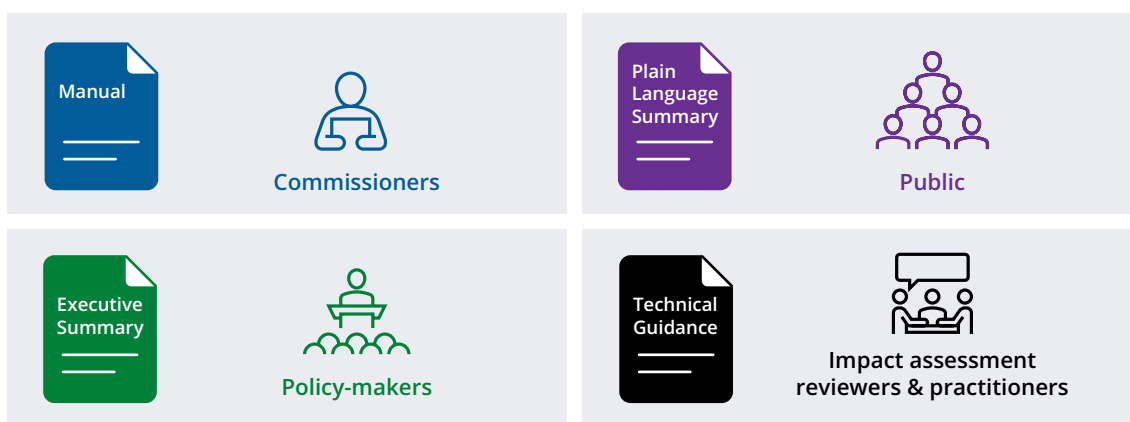 Manual
Commissioners
Plain
Language
Summary
Public
Executive
Summary
Policy-makers
Technical
Guidance
Impact assessment
reviewers & practitioners